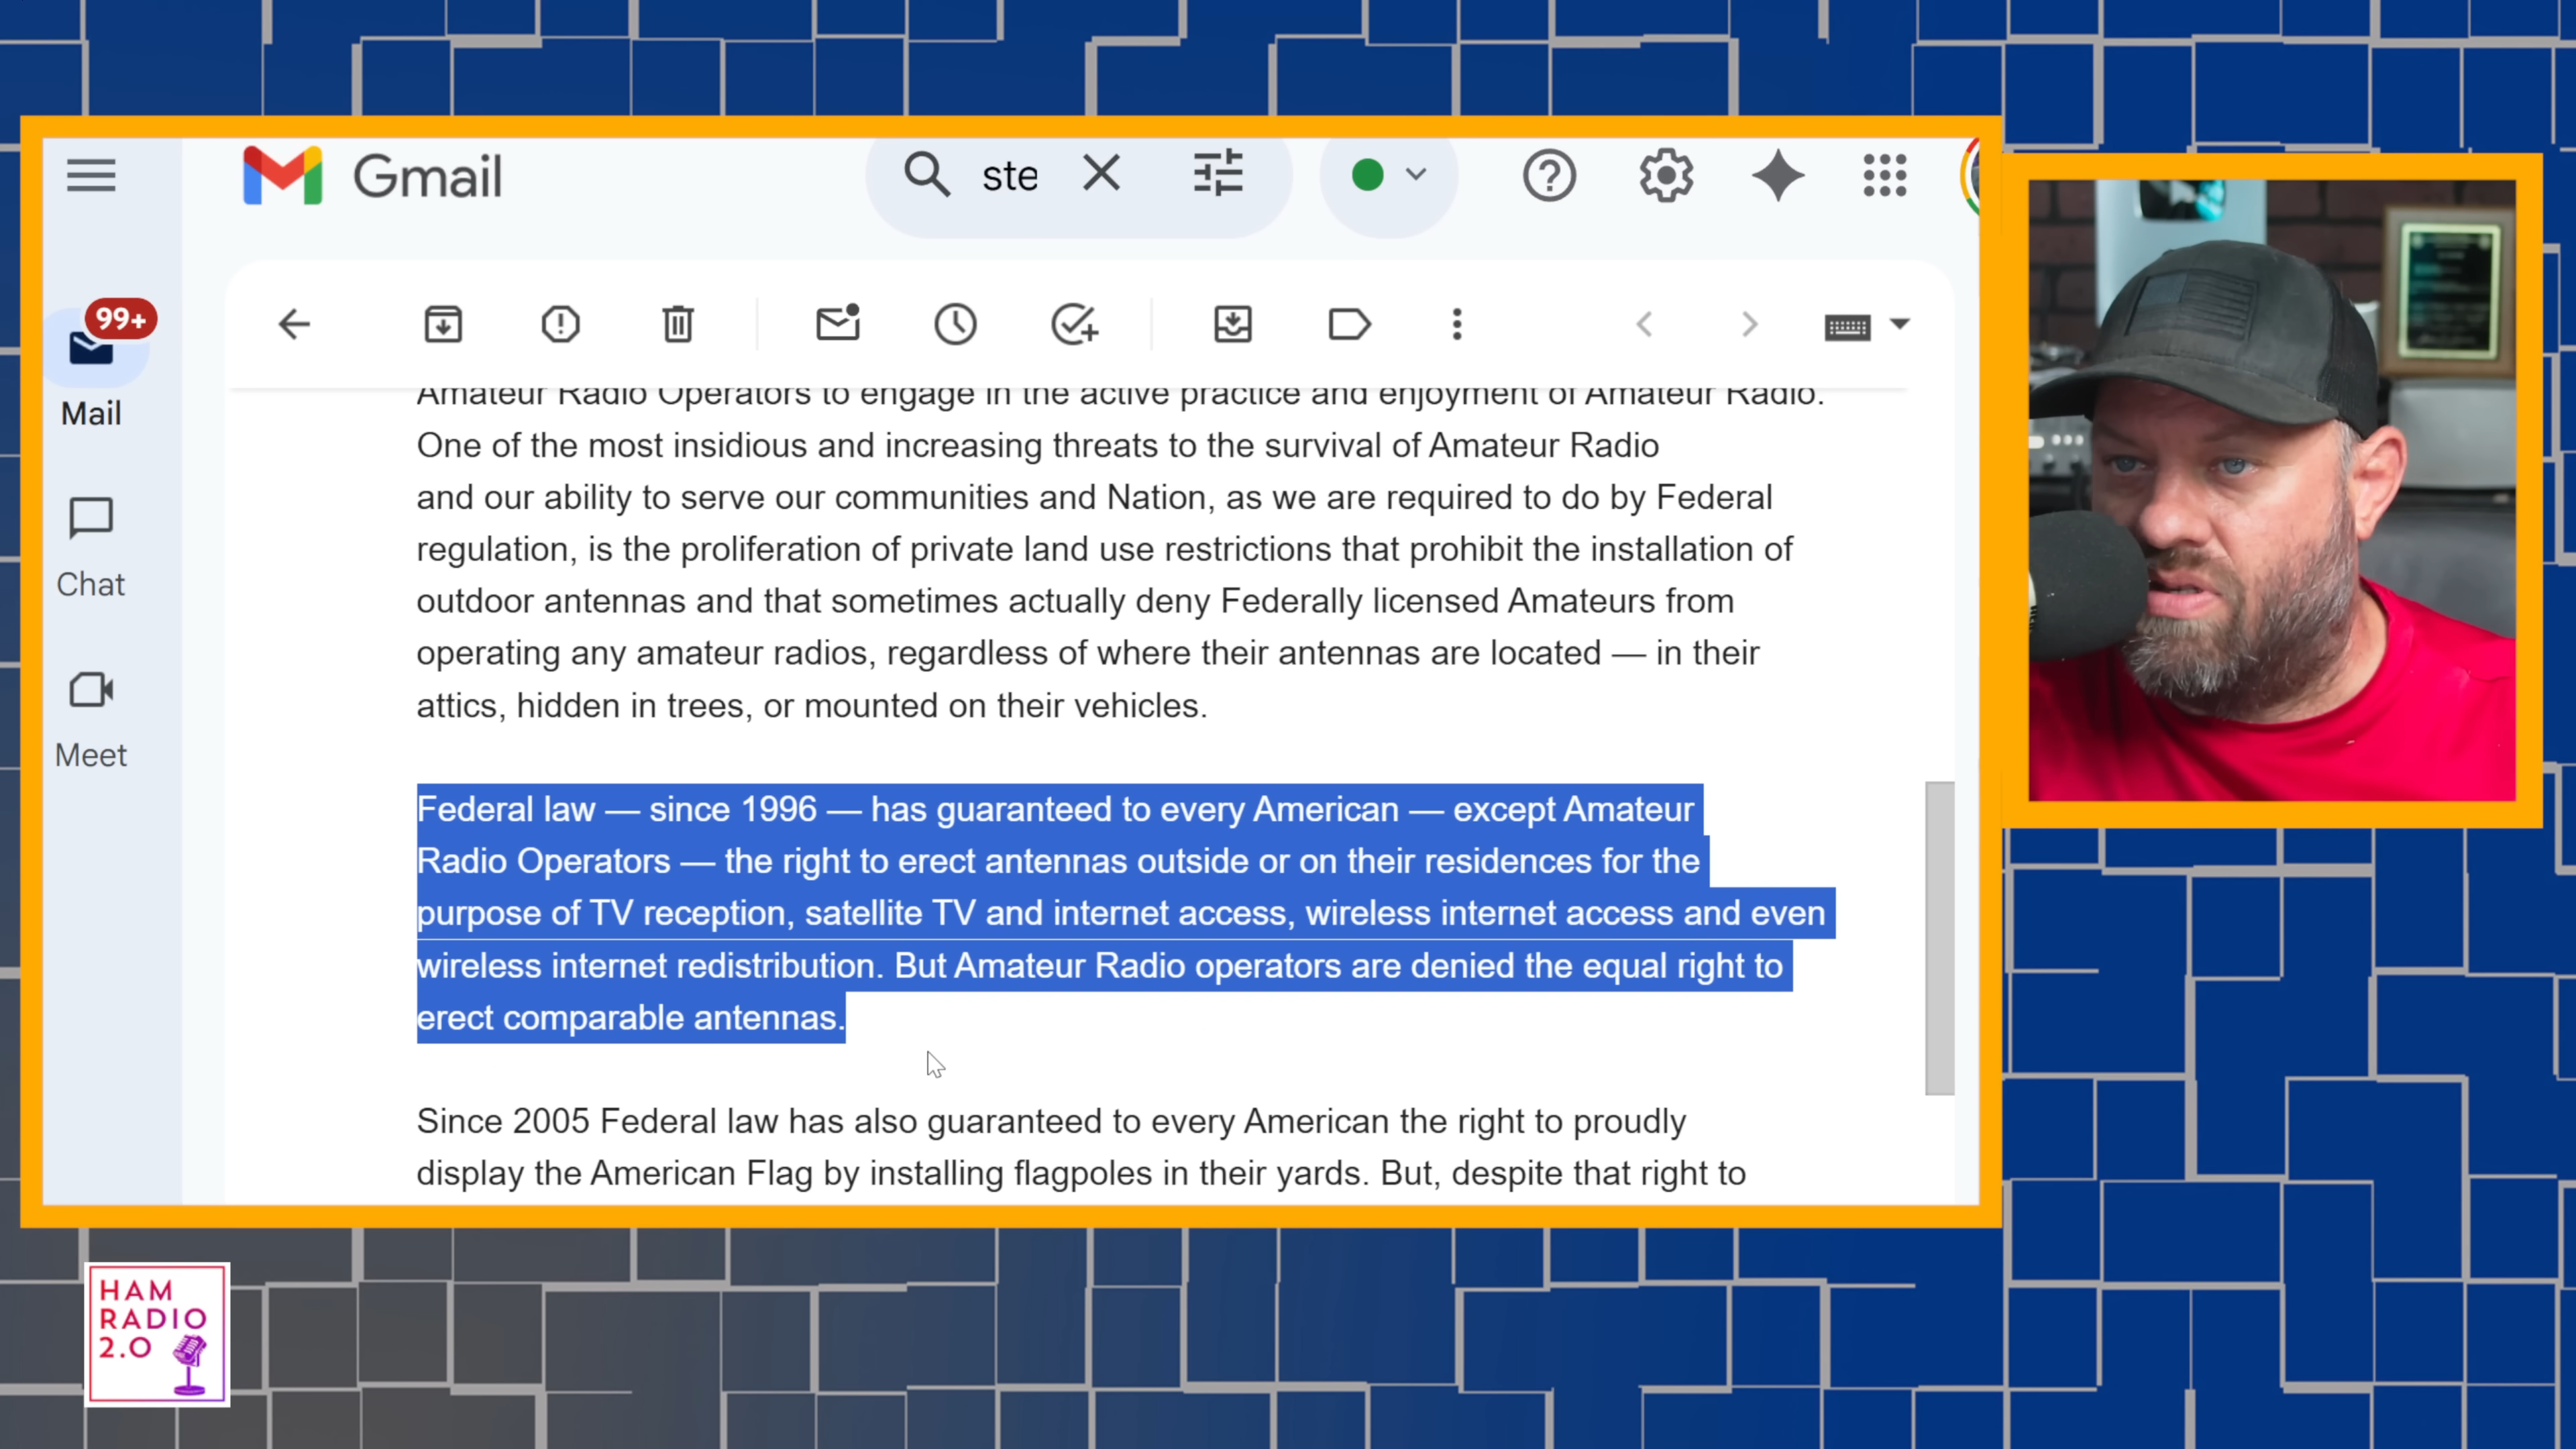 Gmail
ste
99+
Mail
Chat
Meet
Amateur Radio Operators to engage in the active practice and enjoyment of Amateur Radio.
One of the most insidious and increasing threats to the survival of Amateur Radio
and our ability to serve our communities and Nation, as we are required to do by Federal
regulation, is the proliferation of private land use restrictions that prohibit the installation of
outdoor antennas and that sometimes actually deny Federally licensed Amateurs from
operating any amateur radios, regardless of where their antennas are located — in their
attics, hidden in trees, or mounted on their vehicles.
Federal law — since 1996 — has guaranteed to every American — except Amateur
Radio Operators — the right to erect antennas outside or on their residences for the
purpose of TV reception, satellite TV and internet access, wireless internet access and even
wireless internet redistribution. But Amateur Radio operators are denied the equal right to
erect comparable antennas.
Since 2005 Federal law has also guaranteed to every American the right to proudly
display the American Flag by installing flagpoles in their yards. But, despite that right to
HAM
RADIO
2.0